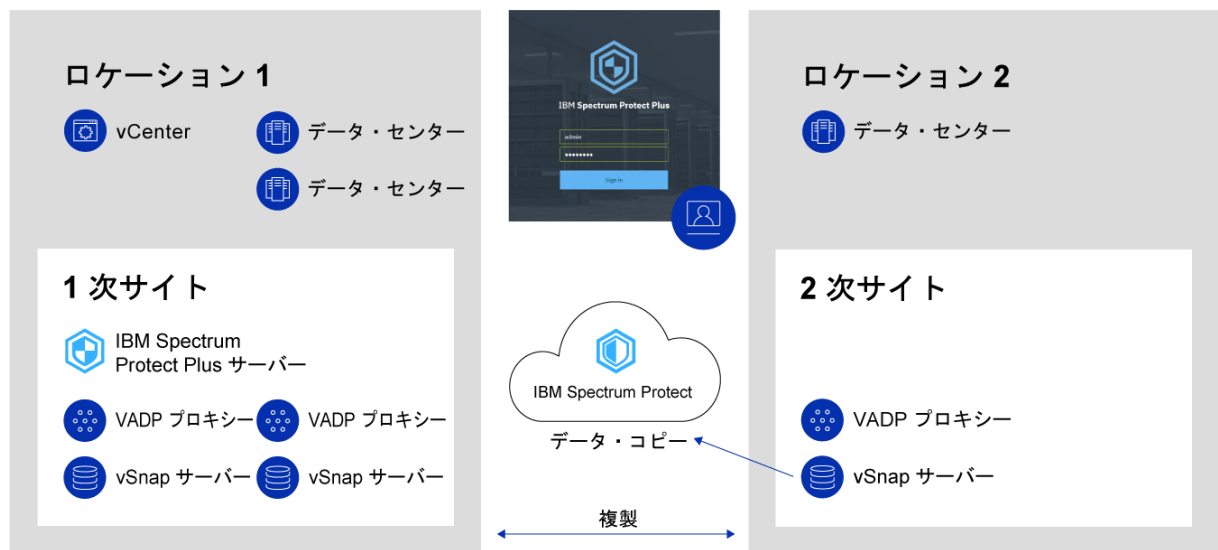 ロケーション 1
vCenter
データ・センター
データ・センター
1 次サイト
IBM Spectrum
Protect Plus サーバー
VADP プロキシー
VADP プロキシー
vSnap サーバー
vSnap サーバー
IBM Spectrum Protect Plus
admin
••••••••
Sign in
IBM Spectrum Protect
データ・コピー
複製
ロケーション 2
データ・センター
2 次サイト
VADP プロキシー
vSnap サーバー